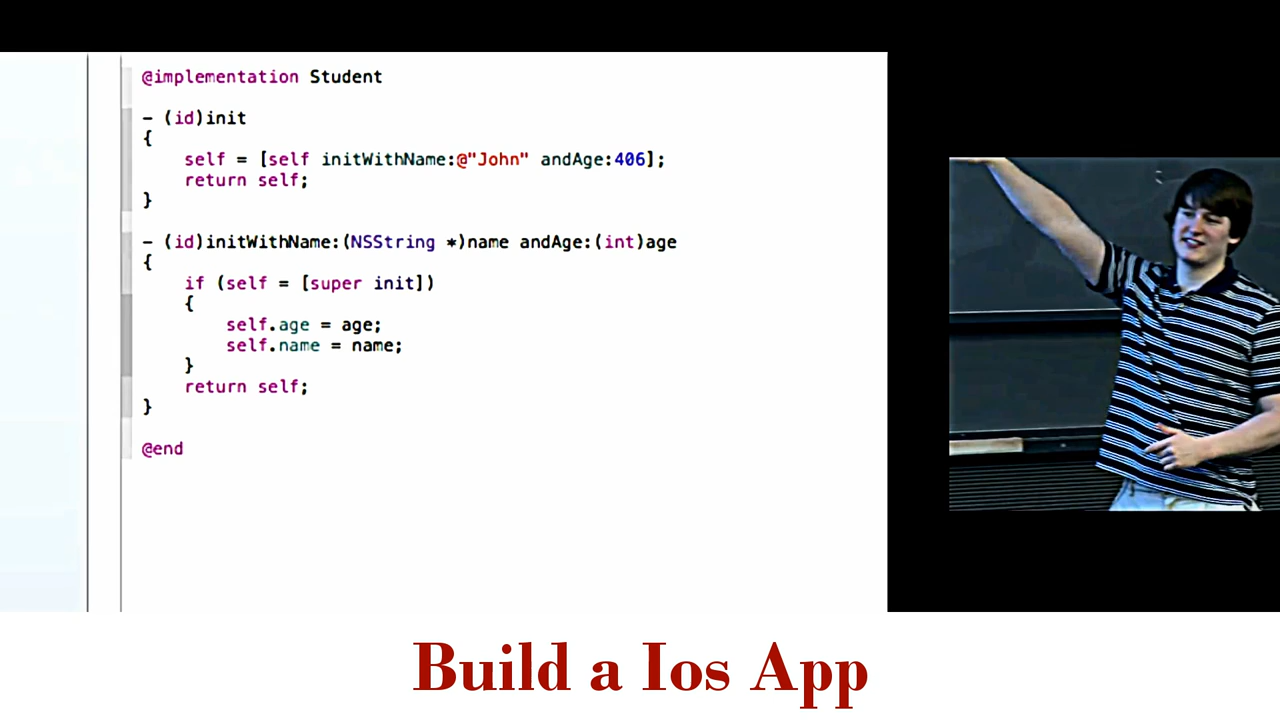 @implementation Student
- (id)init
{
self = [self initWithName:@"John" andAge:406];
return self;
}
- (id)initWithName:(NSString *)name andAge:(int)age
{
if (self = [super init])
{
self.age = age;
self.name = name;
}
return self;
}
@end
Build a Ios App